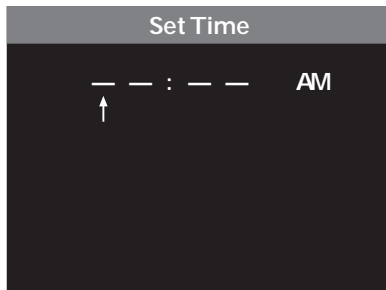 Set Time
— — : — — AM